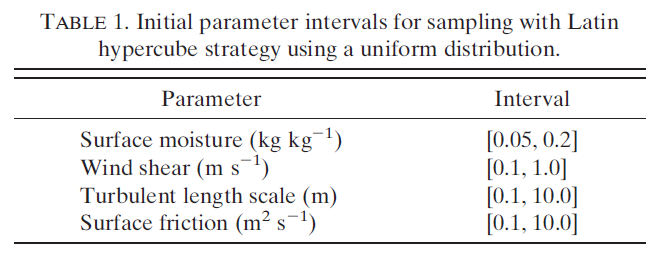 TABLE 1. Initial parameter intervals for sampling with Latin
hypercube strategy using a uniform distribution.
Parameter Interval
Surface moisture (kg kg⁻¹) [0.05, 0.2]
Wind shear (m s⁻¹) [0.1, 1.0]
Turbulent length scale (m) [0.1, 10.0]
Surface friction (m² s⁻¹) [0.1, 10.0]